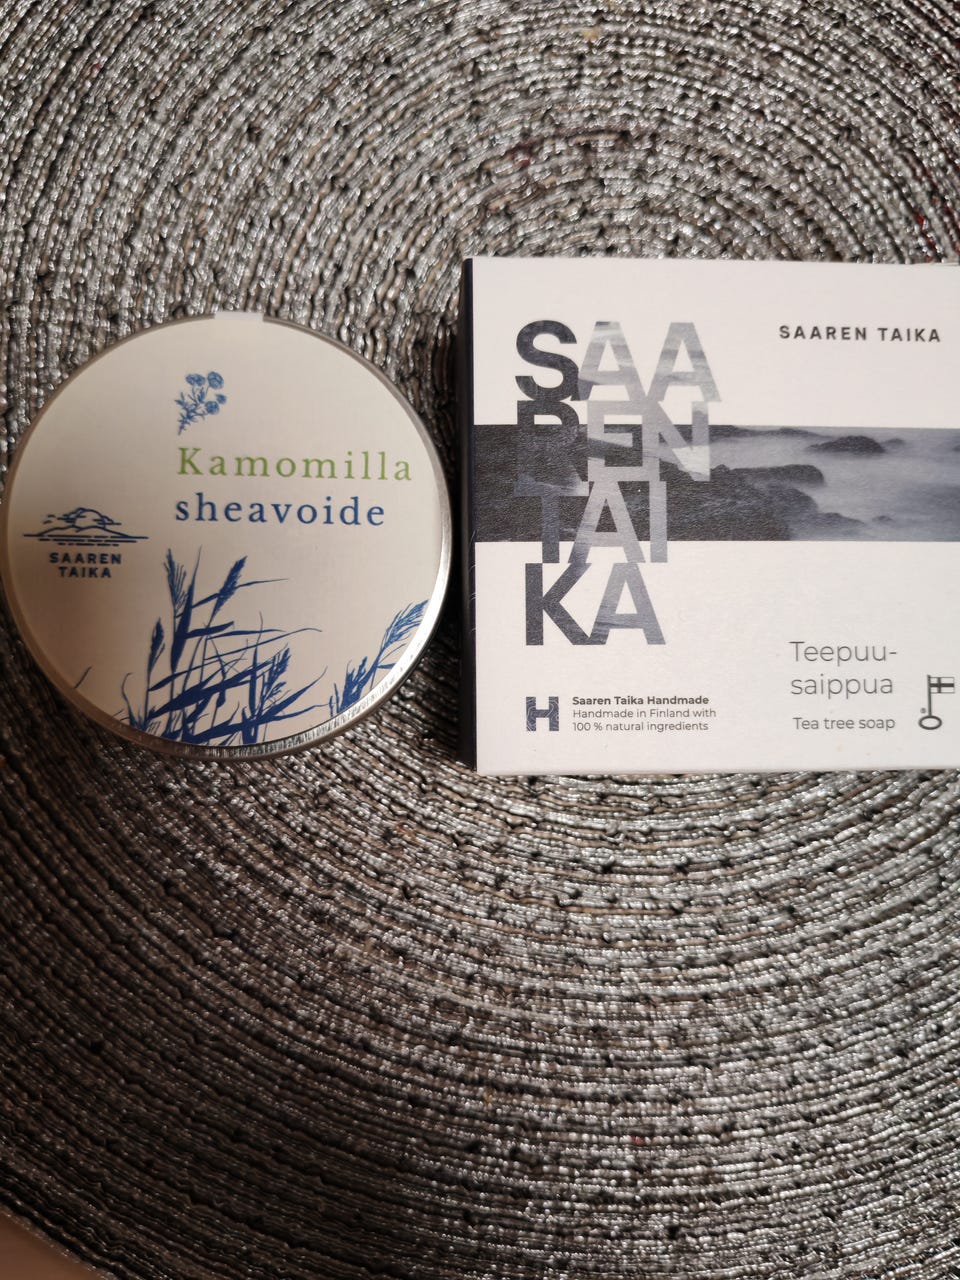 Kamomilla
sheavoide
SAAREN
TAIKA
SAAREN TAIKA
SAA
REN
TAI
KA
Teepuu-
saippua
Tea tree soap
H
Saaren Taika Handmade
Handmade in Finland with
100 % natural ingredients